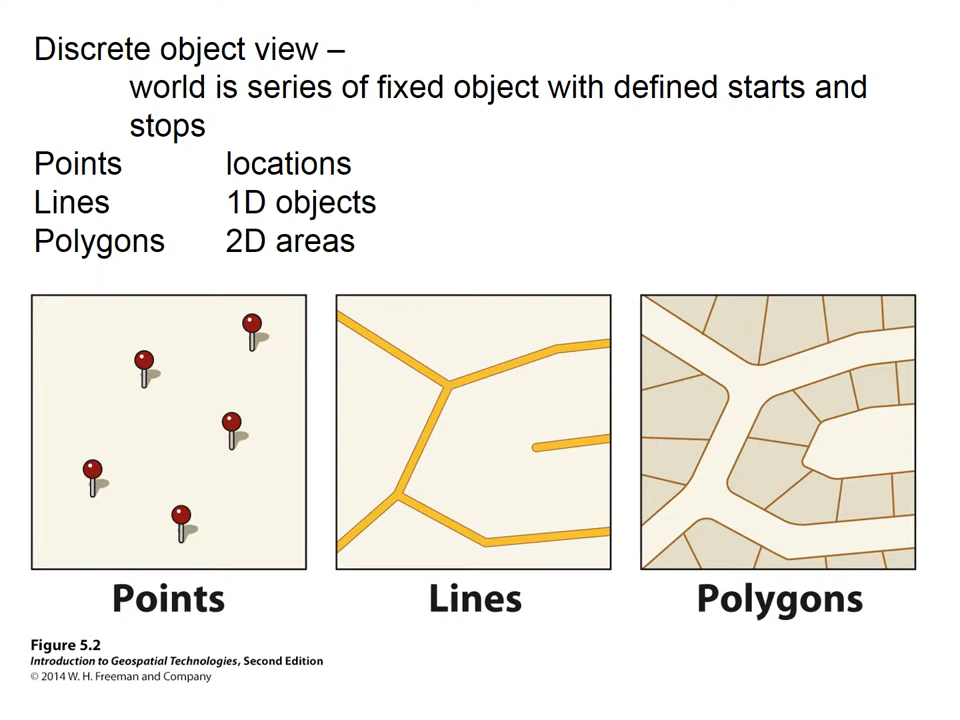 Discrete object view –
world is series of fixed object with defined starts and
stops
Points locations
Lines 1D objects
Polygons 2D areas
Points Lines Polygons
Figure 5.2
Introduction to Geospatial Technologies, Second Edition
© 2014 W. H. Freeman and Company